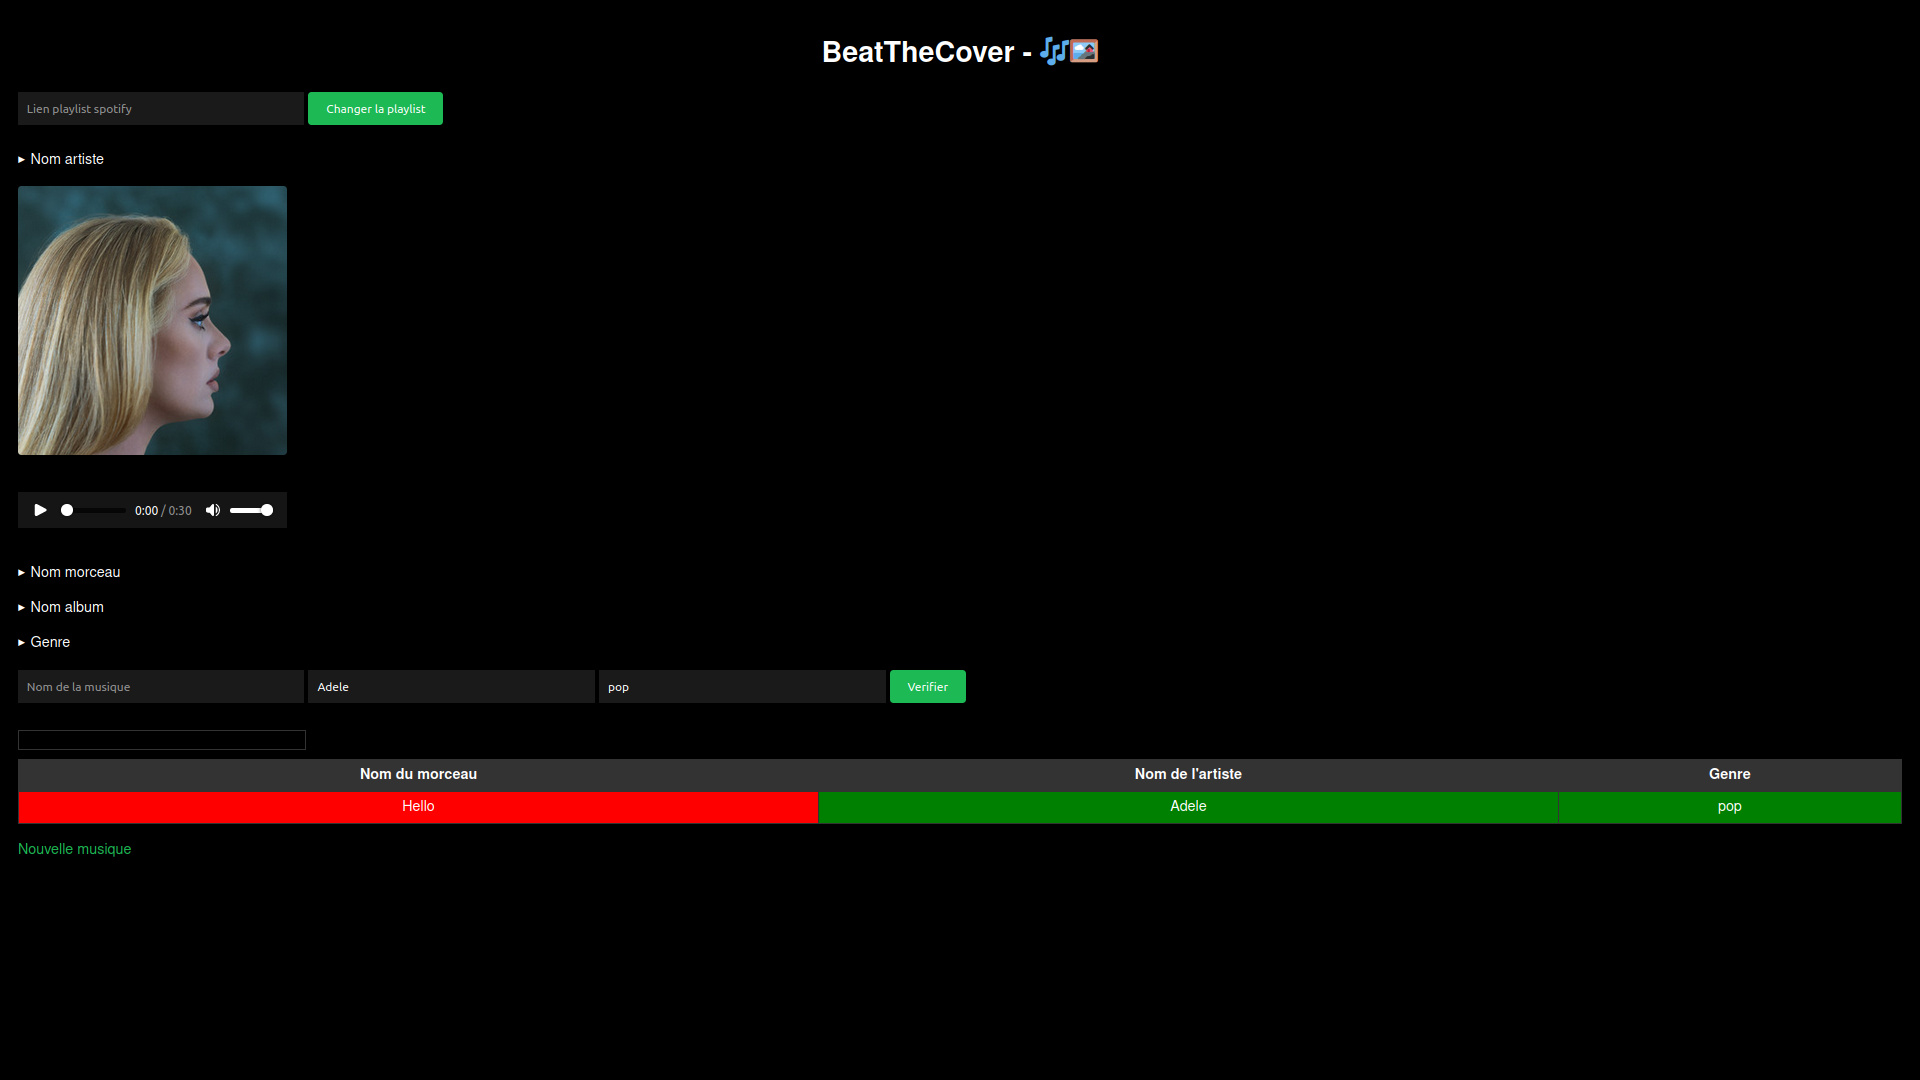 BeatTheCover - 🎶🖼️
Lien playlist spotify Changer la playlist
▸ Nom artiste
0:00 / 0:30
▸ Nom morceau
▸ Nom album
▸ Genre
Nom de la musique Adele pop Verifier
Nom du morceau Nom de l'artiste Genre
Hello Adele pop
Nouvelle musique